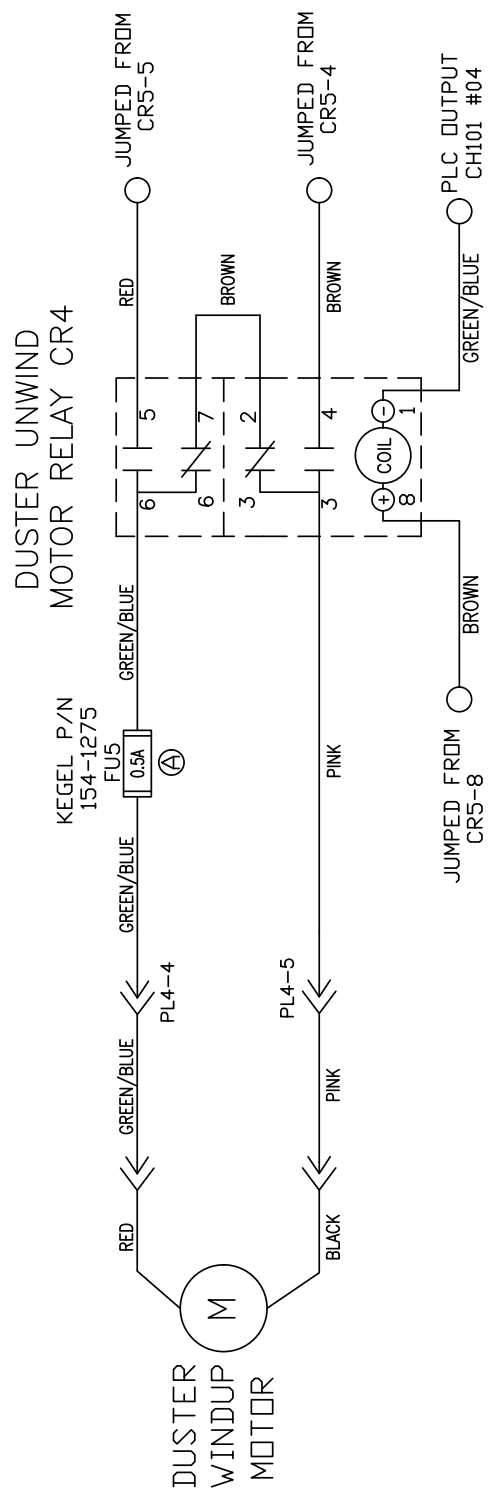 DUSTER UNWIND
MOTOR RELAY CR4
KEGEL P/N
154-1275
FU5
0.5A
A
DUSTER
WINDUP
MOTOR
M
RED
GREEN/BLUE
PL4-4
GREEN/BLUE
GREEN/BLUE
6
5
RED
JUMPED FROM
CR5-5
6
7
BROWN
3
2
BLACK
PINK
PL4-5
PINK
3
4
BROWN
JUMPED FROM
CR5-4
JUMPED FROM
CR5-8
BROWN
+
8
COIL
-
1
GREEN/BLUE
PLC OUTPUT
CH101 #04